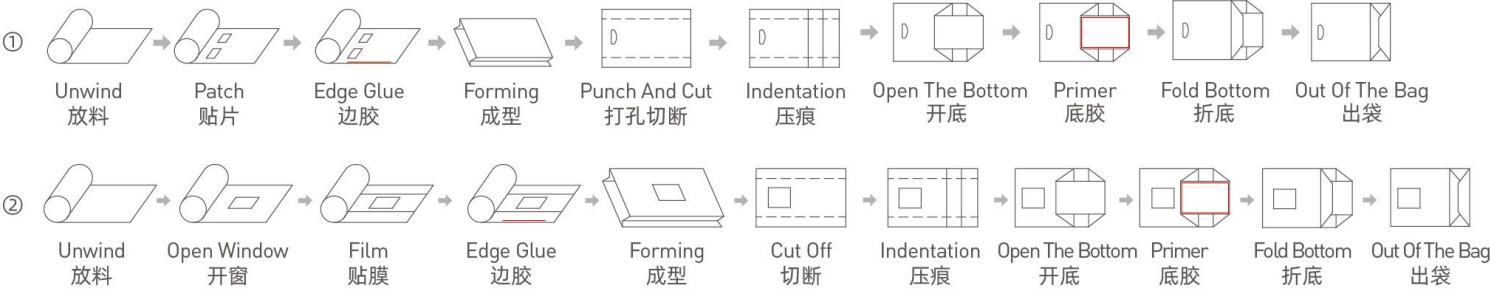 ①
Unwind Patch Edge Glue Forming Punch And Cut Indentation Open The Bottom Primer Fold Bottom Out Of The Bag
放料 贴片 边胶 成型 打孔切断 压痕 开底 底胶 折底 出袋
②
Unwind Open Window Film Edge Glue Forming Cut Off Indentation Open The Bottom Primer Fold Bottom Out Of The Bag
放料 开窗 贴膜 边胶 成型 切断 压痕 开底 底胶 折底 出袋